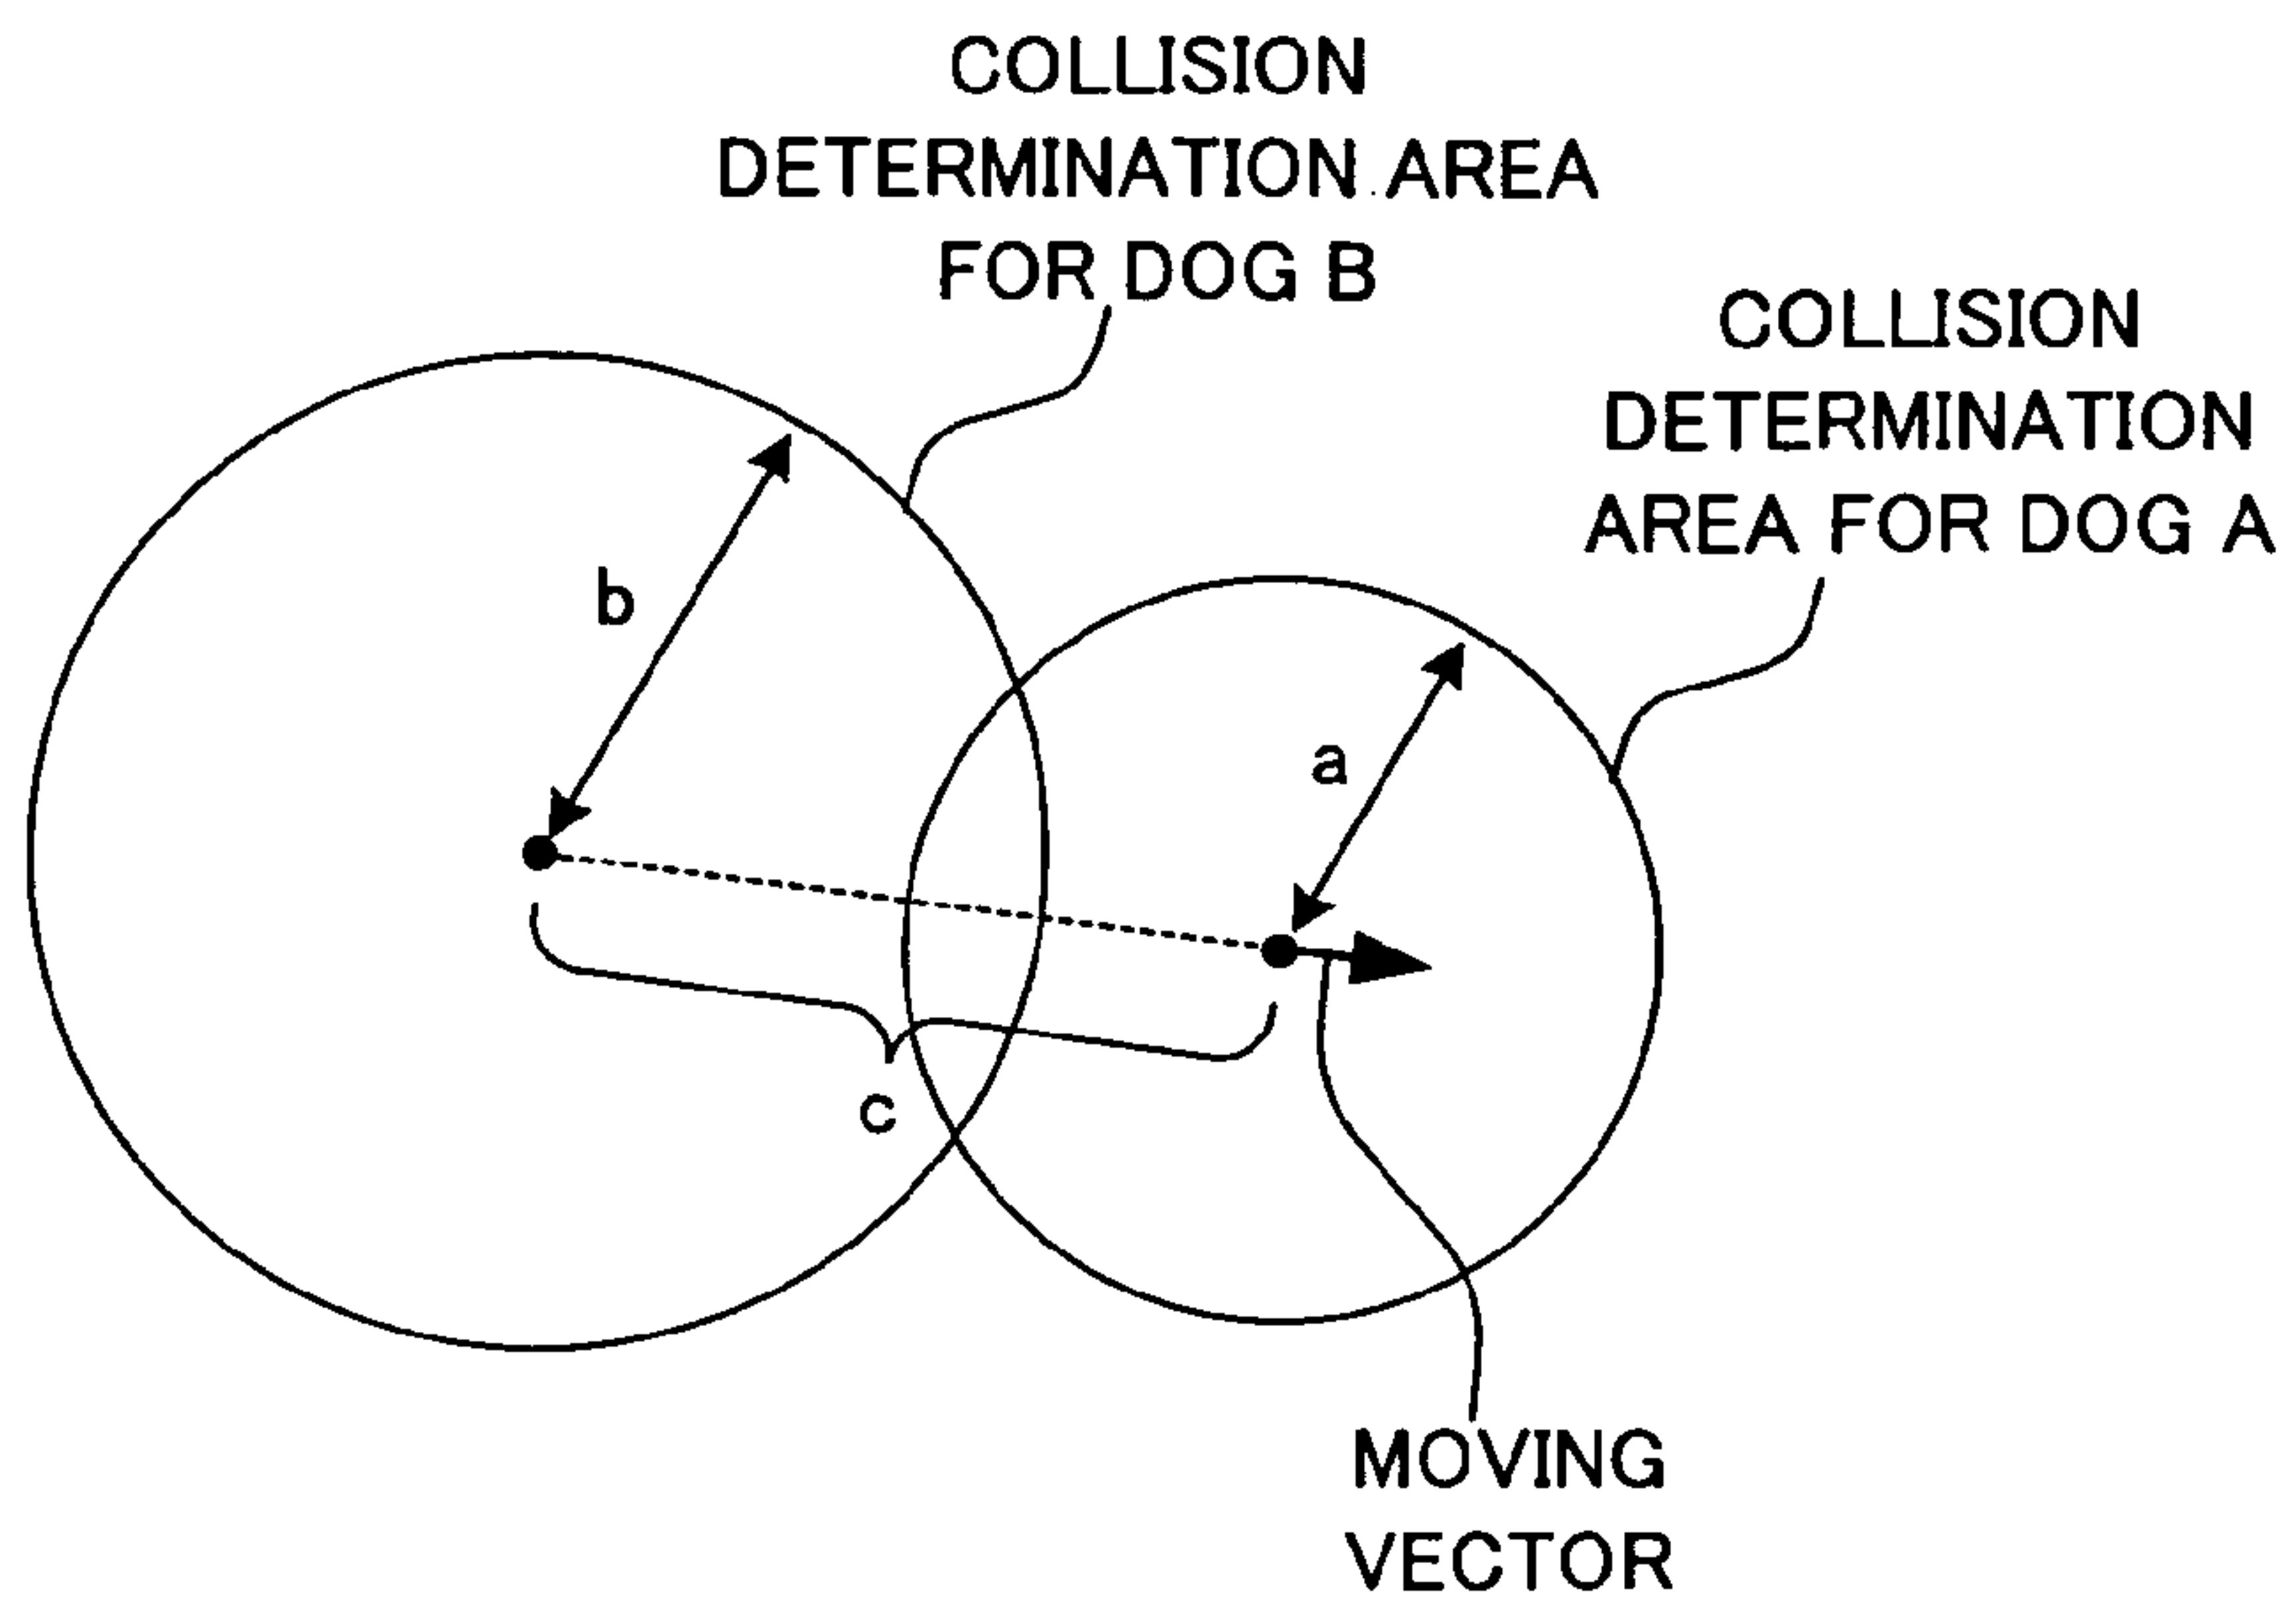 COLLISION
DETERMINATION AREA
FOR DOG B
COLLISION
DETERMINATION
AREA FOR DOG A
b
a
c
MOVING
VECTOR